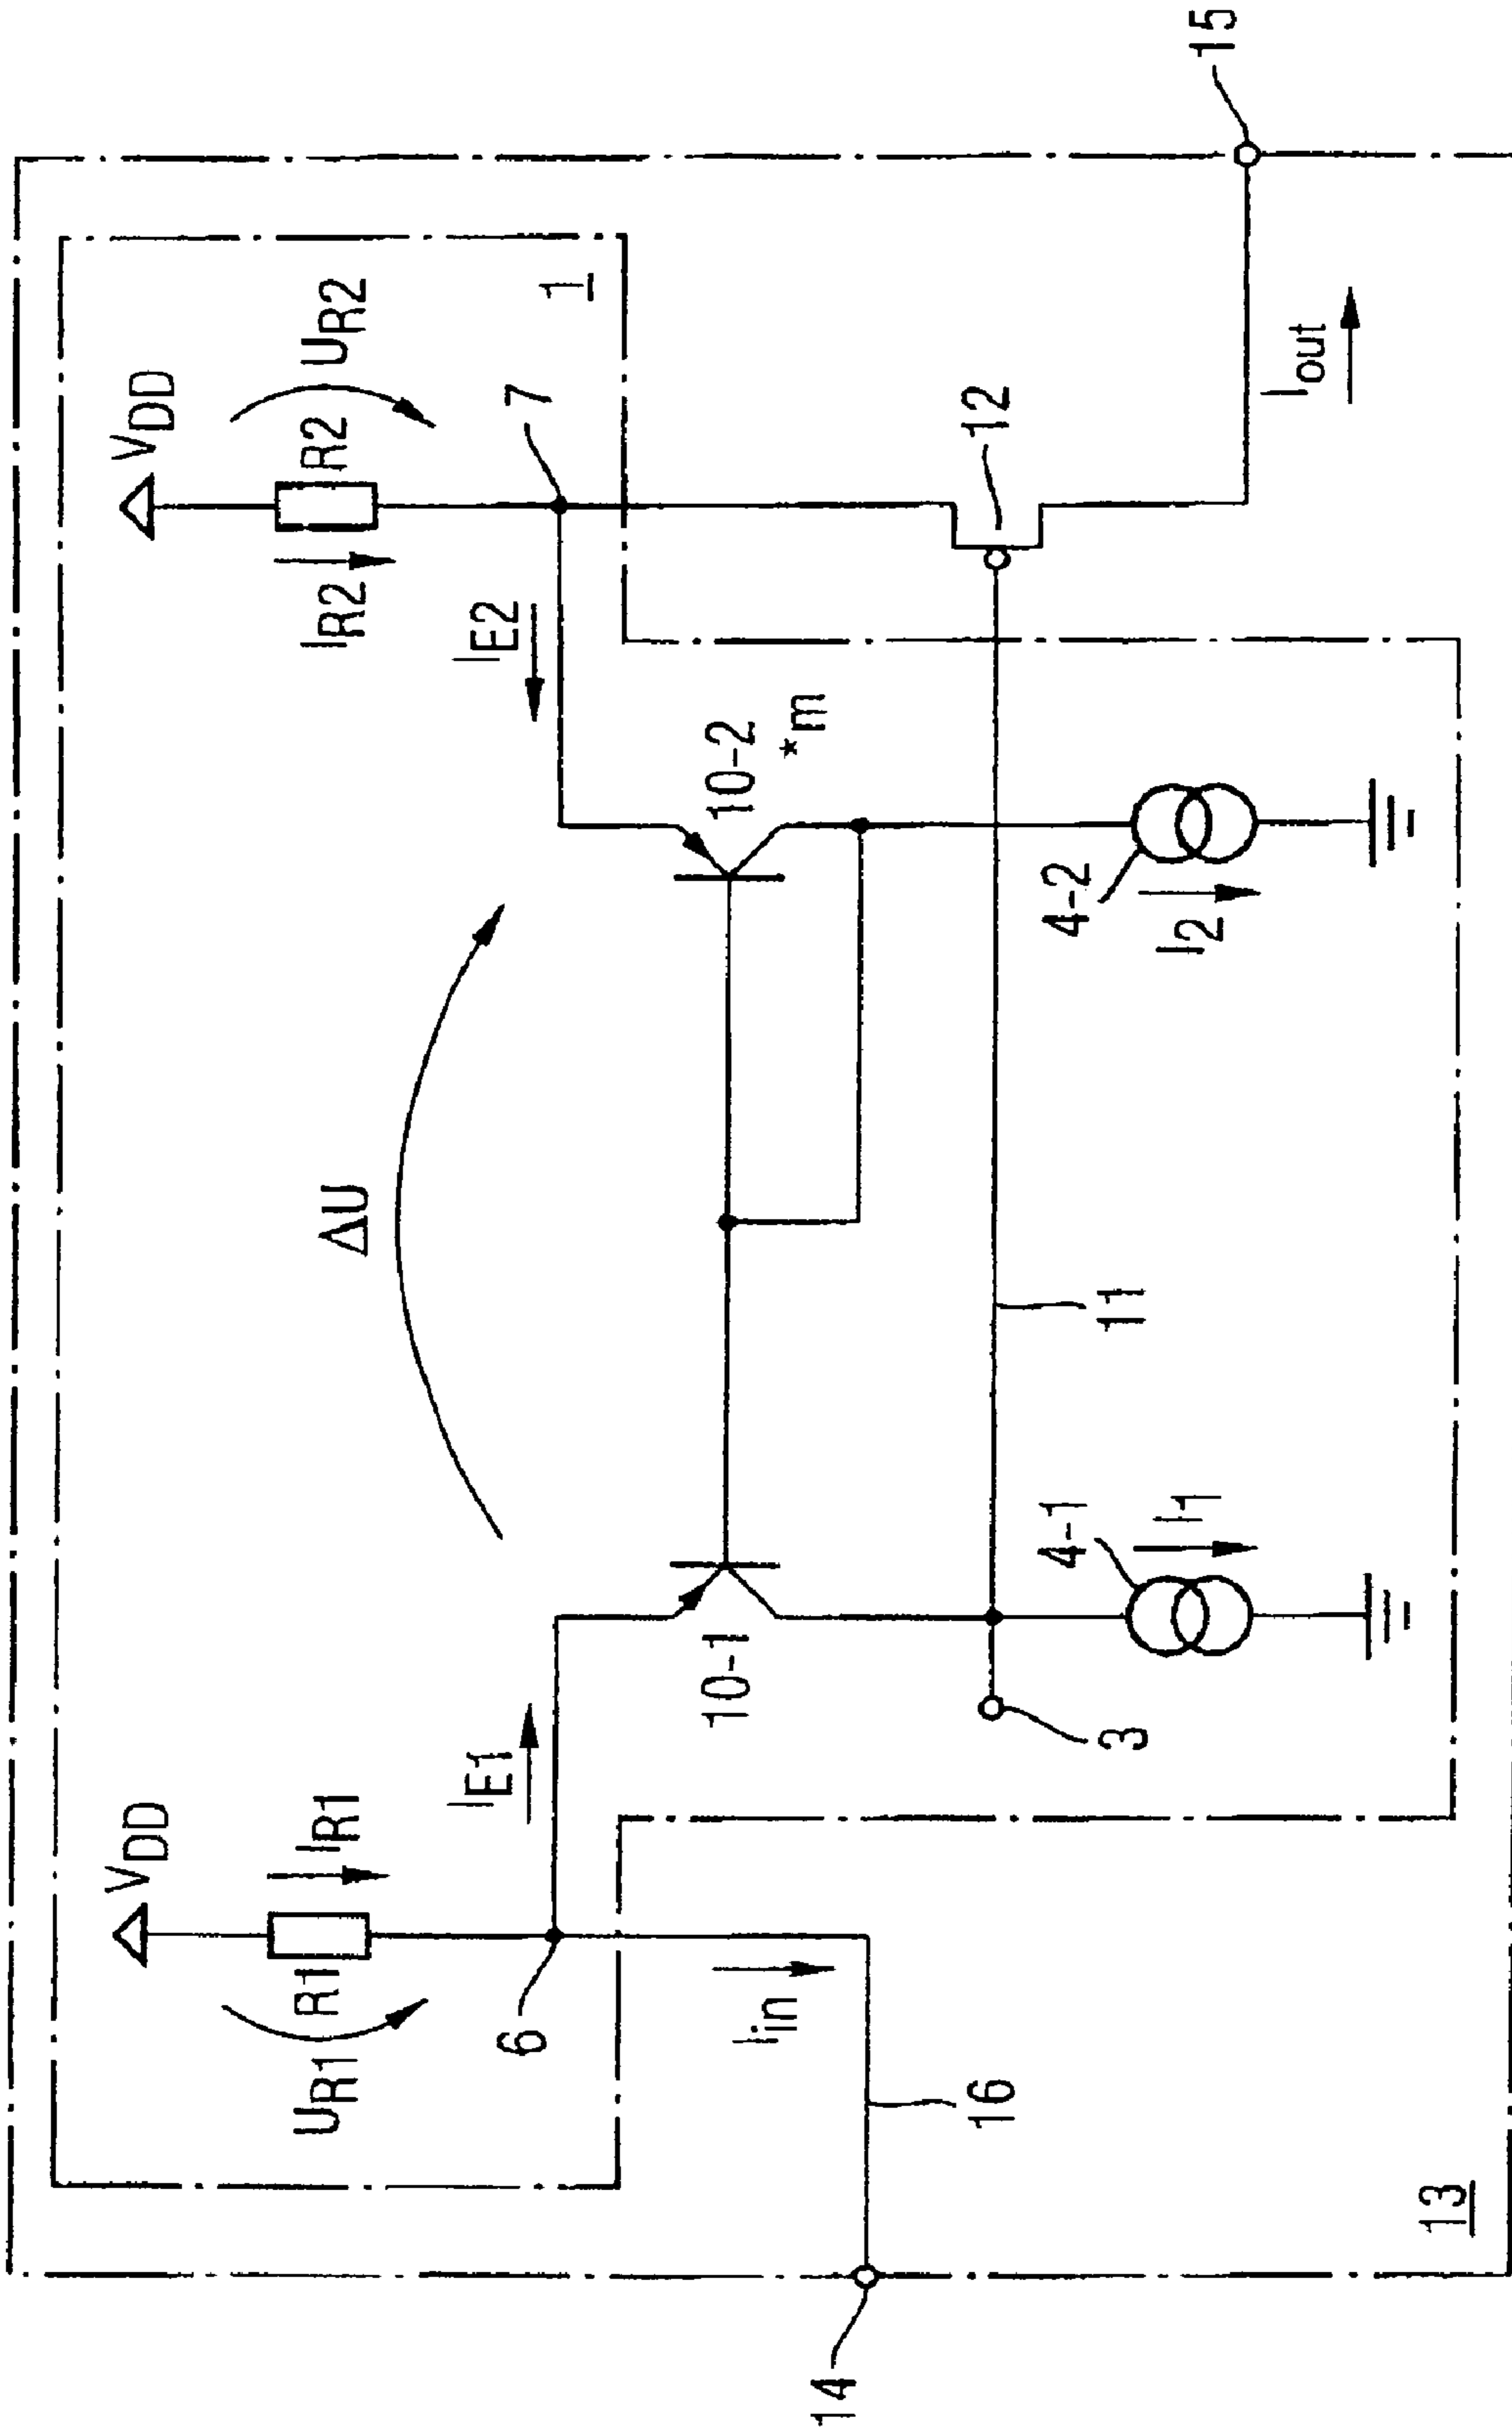 V_DD
V_DD
U_R1
R1
I_R1
I_R2
R2
U_R2
1
6
I_E1
ΔU
I_E2
7
10-1
10-2
*m
I_in
16
14
3
11
12
4-1
I_1
4-2
I_2
I_out
15
13